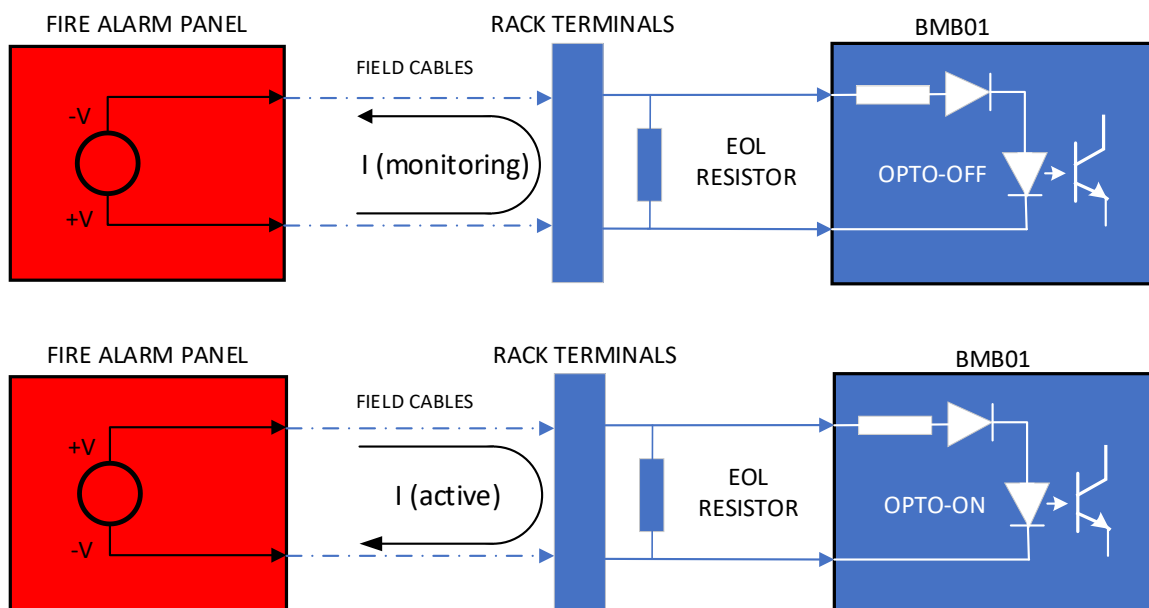 FIRE ALARM PANEL
RACK TERMINALS
BMB01
FIELD CABLES
-V
I (monitoring)
EOL
RESISTOR
OPTO-OFF
+V
FIRE ALARM PANEL
RACK TERMINALS
BMB01
FIELD CABLES
+V
I (active)
EOL
RESISTOR
OPTO-ON
-V